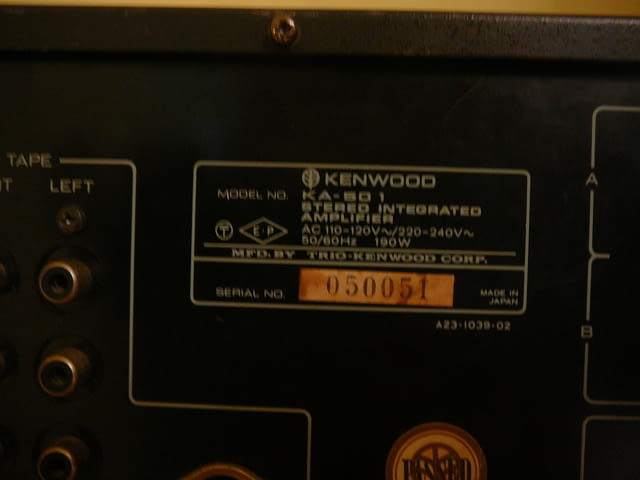 TAPE
LEFT
KENWOOD
MODEL NO. KA-501
STEREO INTEGRATED
AMPLIFIER
T E-P AC 110-120V~/220-240V~
50/60Hz 190W
MFD. BY TRIO-KENWOOD CORP.
SERIAL NO. 050051
MADE IN
JAPAN
A23-1039-02
A
B